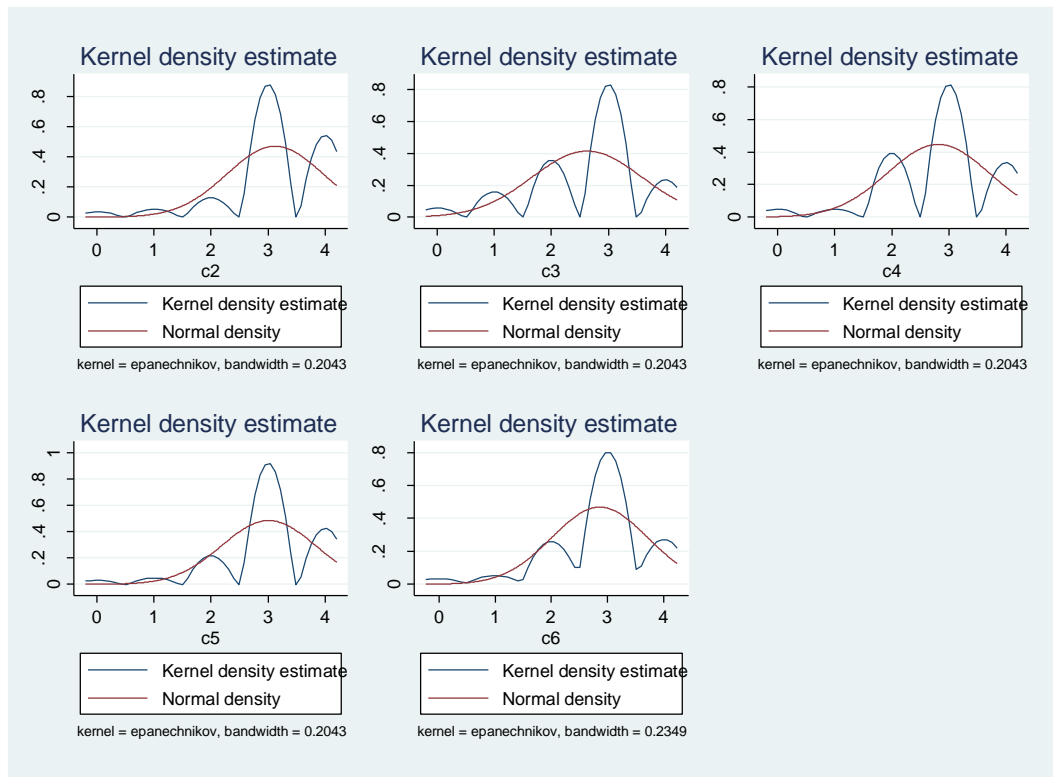 Kernel density estimate
0 .2 .4 .6 .8
0 1 2 3 4
c2
Kernel density estimate
Normal density
kernel = epanechnikov, bandwidth = 0.2043
Kernel density estimate
0 .2 .4 .6 .8
0 1 2 3 4
c3
Kernel density estimate
Normal density
kernel = epanechnikov, bandwidth = 0.2043
Kernel density estimate
0 .2 .4 .6 .8
0 1 2 3 4
c4
Kernel density estimate
Normal density
kernel = epanechnikov, bandwidth = 0.2043
Kernel density estimate
0 .2 .4 .6 .8 1
0 1 2 3 4
c5
Kernel density estimate
Normal density
kernel = epanechnikov, bandwidth = 0.2043
Kernel density estimate
0 .2 .4 .6 .8
0 1 2 3 4
c6
Kernel density estimate
Normal density
kernel = epanechnikov, bandwidth = 0.2349